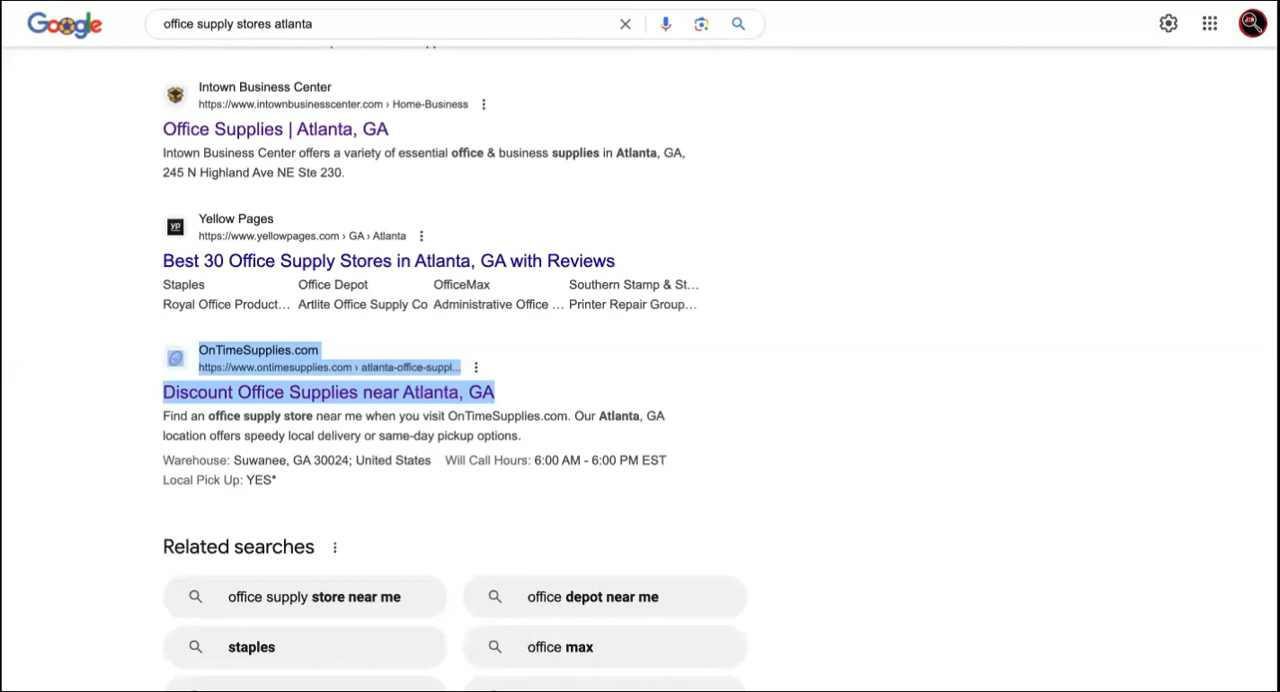 Google
office supply stores atlanta
Intown Business Center
https://www.intownbusinesscenter.com › Home-Business
Office Supplies | Atlanta, GA
Intown Business Center offers a variety of essential office & business supplies in Atlanta, GA,
245 N Highland Ave NE Ste 230.
yp
Yellow Pages
https://www.yellowpages.com › GA › Atlanta
Best 30 Office Supply Stores in Atlanta, GA with Reviews
Staples Office Depot OfficeMax Southern Stamp & St...
Royal Office Product... Artlite Office Supply Co Administrative Office ... Printer Repair Group...
OnTimeSupplies.com
https://www.ontimesupplies.com › atlanta-office-suppl...
Discount Office Supplies near Atlanta, GA
Find an office supply store near me when you visit OnTimeSupplies.com. Our Atlanta, GA
location offers speedy local delivery or same-day pickup options.
Warehouse: Suwanee, GA 30024; United States Will Call Hours: 6:00 AM - 6:00 PM EST
Local Pick Up: YES*
Related searches
office supply store near me
office depot near me
staples
office max